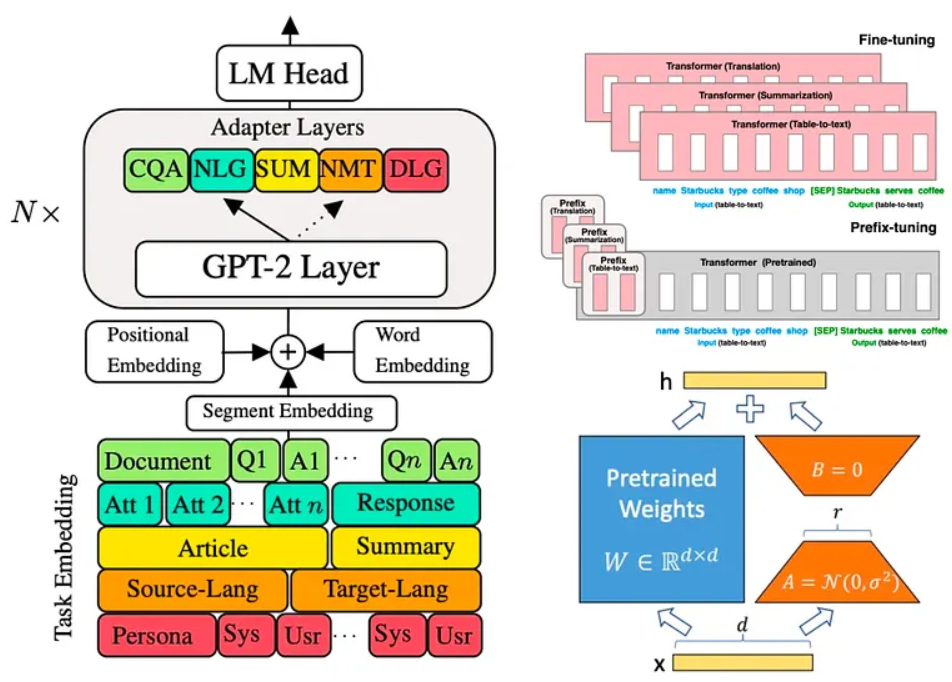 LM Head
Adapter Layers
CQA NLG SUM NMT DLG
N×
GPT-2 Layer
Positional Embedding
+
Word Embedding
Segment Embedding
Task Embedding
Document Q1 A1 ··· Qn An
Att 1 Att 2 ··· Att n Response
Article Summary
Source-Lang Target-Lang
Persona Sys Usr ··· Sys Usr
Fine-tuning
Transformer (Translation)
Transformer (Summarization)
Transformer (Table-to-text)
name Starbucks type coffee shop [SEP] Starbucks serves coffee
Input (table-to-text) Output (table-to-text)
Prefix-tuning
Prefix
(Translation)
Prefix
(Summarization)
Prefix
(Table-to-text)
Transformer (Pretrained)
name Starbucks type coffee shop [SEP] Starbucks serves coffee
Input (table-to-text) Output (table-to-text)
h
Pretrained
Weights
W ∈ ℝ^{d×d}
B = 0
r
A = 𝒩(0, σ²)
d
x